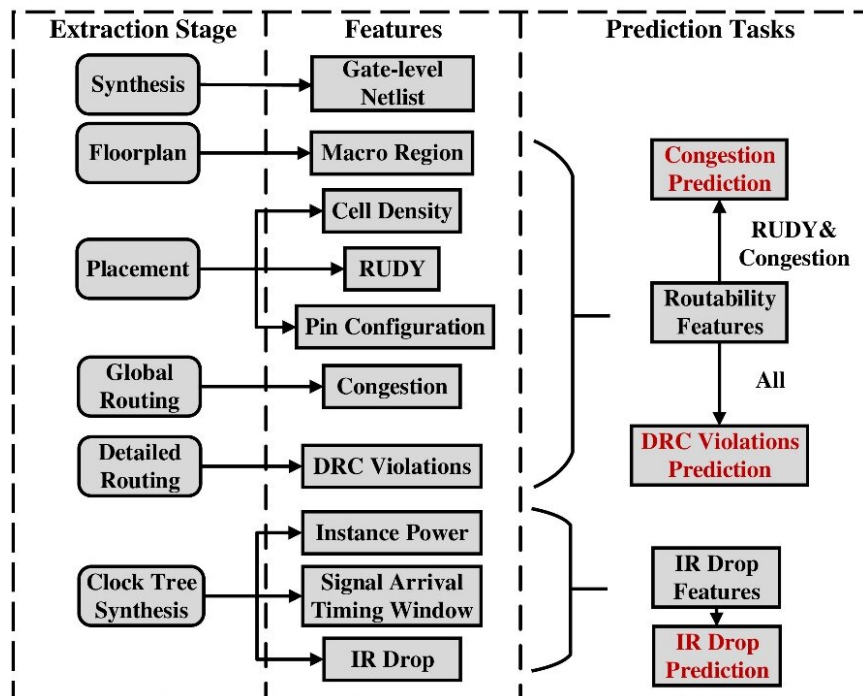 Extraction Stage
Features
Prediction Tasks
Synthesis
Gate-level
Netlist
Floorplan
Macro Region
Placement
Cell Density
RUDY
Pin Configuration
Global
Routing
Congestion
Detailed
Routing
DRC Violations
Clock Tree
Synthesis
Instance Power
Signal Arrival
Timing Window
IR Drop
Congestion
Prediction
RUDY&
Congestion
Routability
Features
All
DRC Violations
Prediction
IR Drop
Features
IR Drop
Prediction